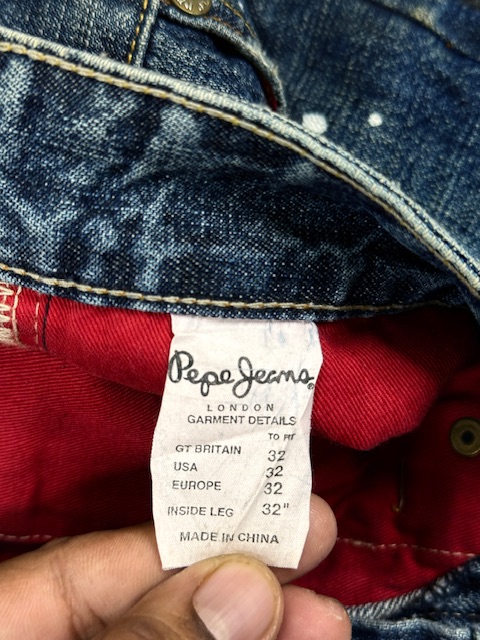 Pepe Jeans®
LONDON
GARMENT DETAILS
TO FIT
GT BRITAIN 32
USA 32
EUROPE 32
INSIDE LEG 32"
MADE IN CHINA